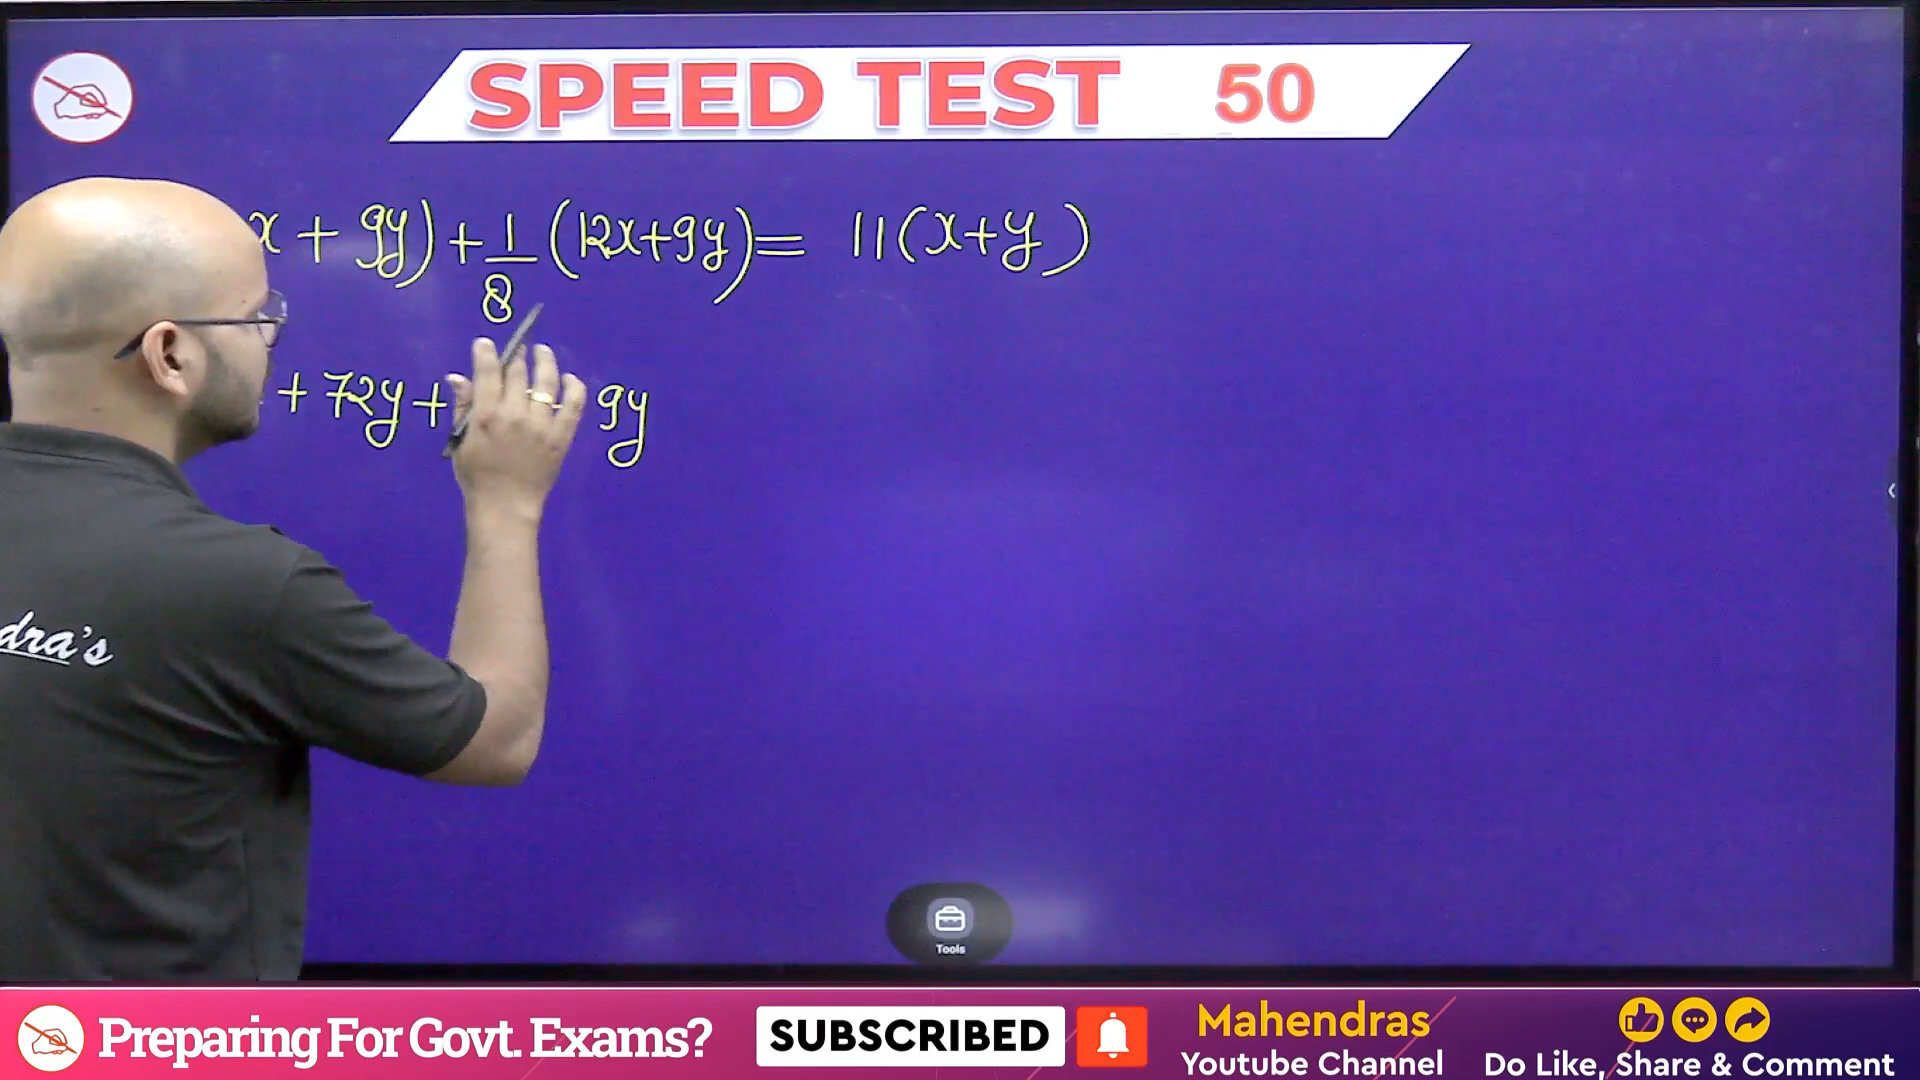 SPEED TEST 50
x + 9y) + 1/8 (12x+9y) = 11(x+y)
+ 72y + 9y
dra's
Tools
Preparing For Govt. Exams?
SUBSCRIBED
Mahendras
Youtube Channel
Do Like, Share & Comment